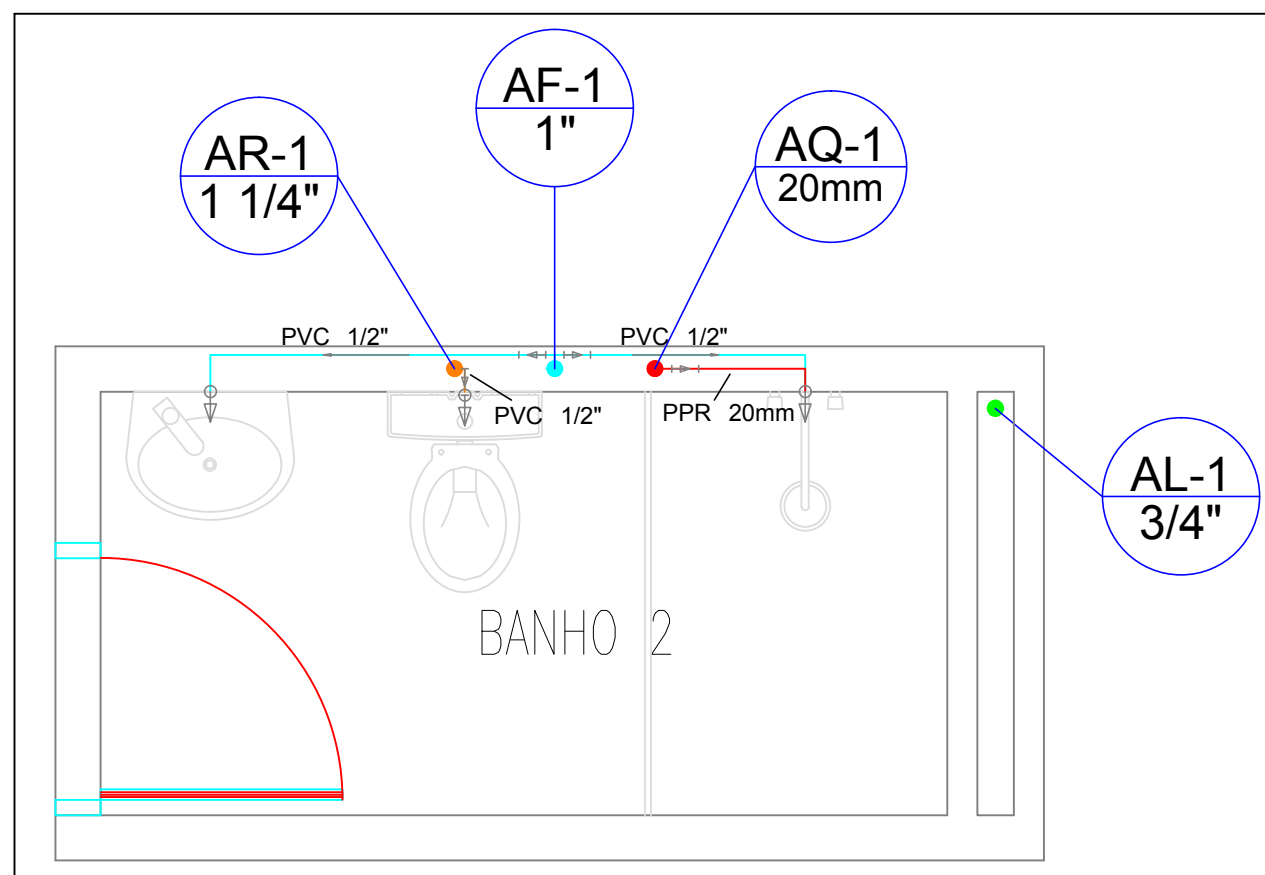 AF-1
1"
AR-1
1 1/4"
AQ-1
20mm
PVC 1/2"
PVC 1/2"
PVC 1/2"
PPR 20mm
AL-1
3/4"
BANHO 2